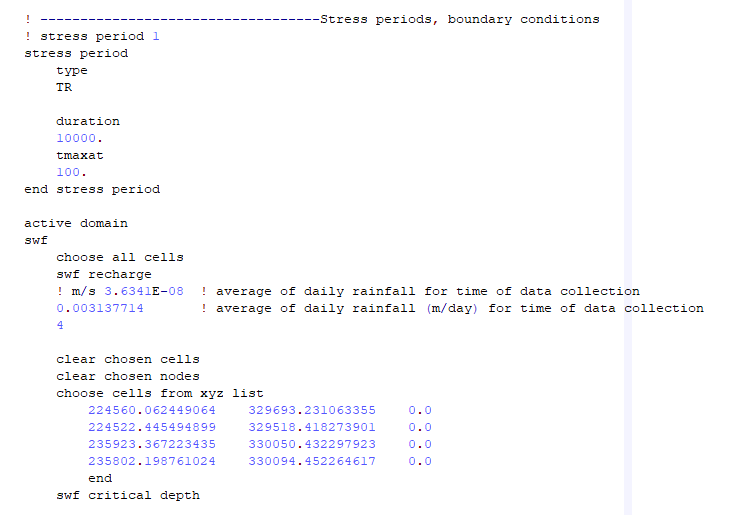 ! -----------------------------------Stress periods, boundary conditions
! stress period 1
stress period
type
TR
duration
10000.
tmaxat
100.
end stress period
active domain
swf
choose all cells
swf recharge
! m/s 3.6341E-08 ! average of daily rainfall for time of data collection
0.003137714 ! average of daily rainfall (m/day) for time of data collection
4
clear chosen cells
clear chosen nodes
choose cells from xyz list
224560.062449064 329693.231063355 0.0
224522.445494899 329518.418273901 0.0
235923.367223435 330050.432297923 0.0
235802.198761024 330094.452264617 0.0
end
swf critical depth